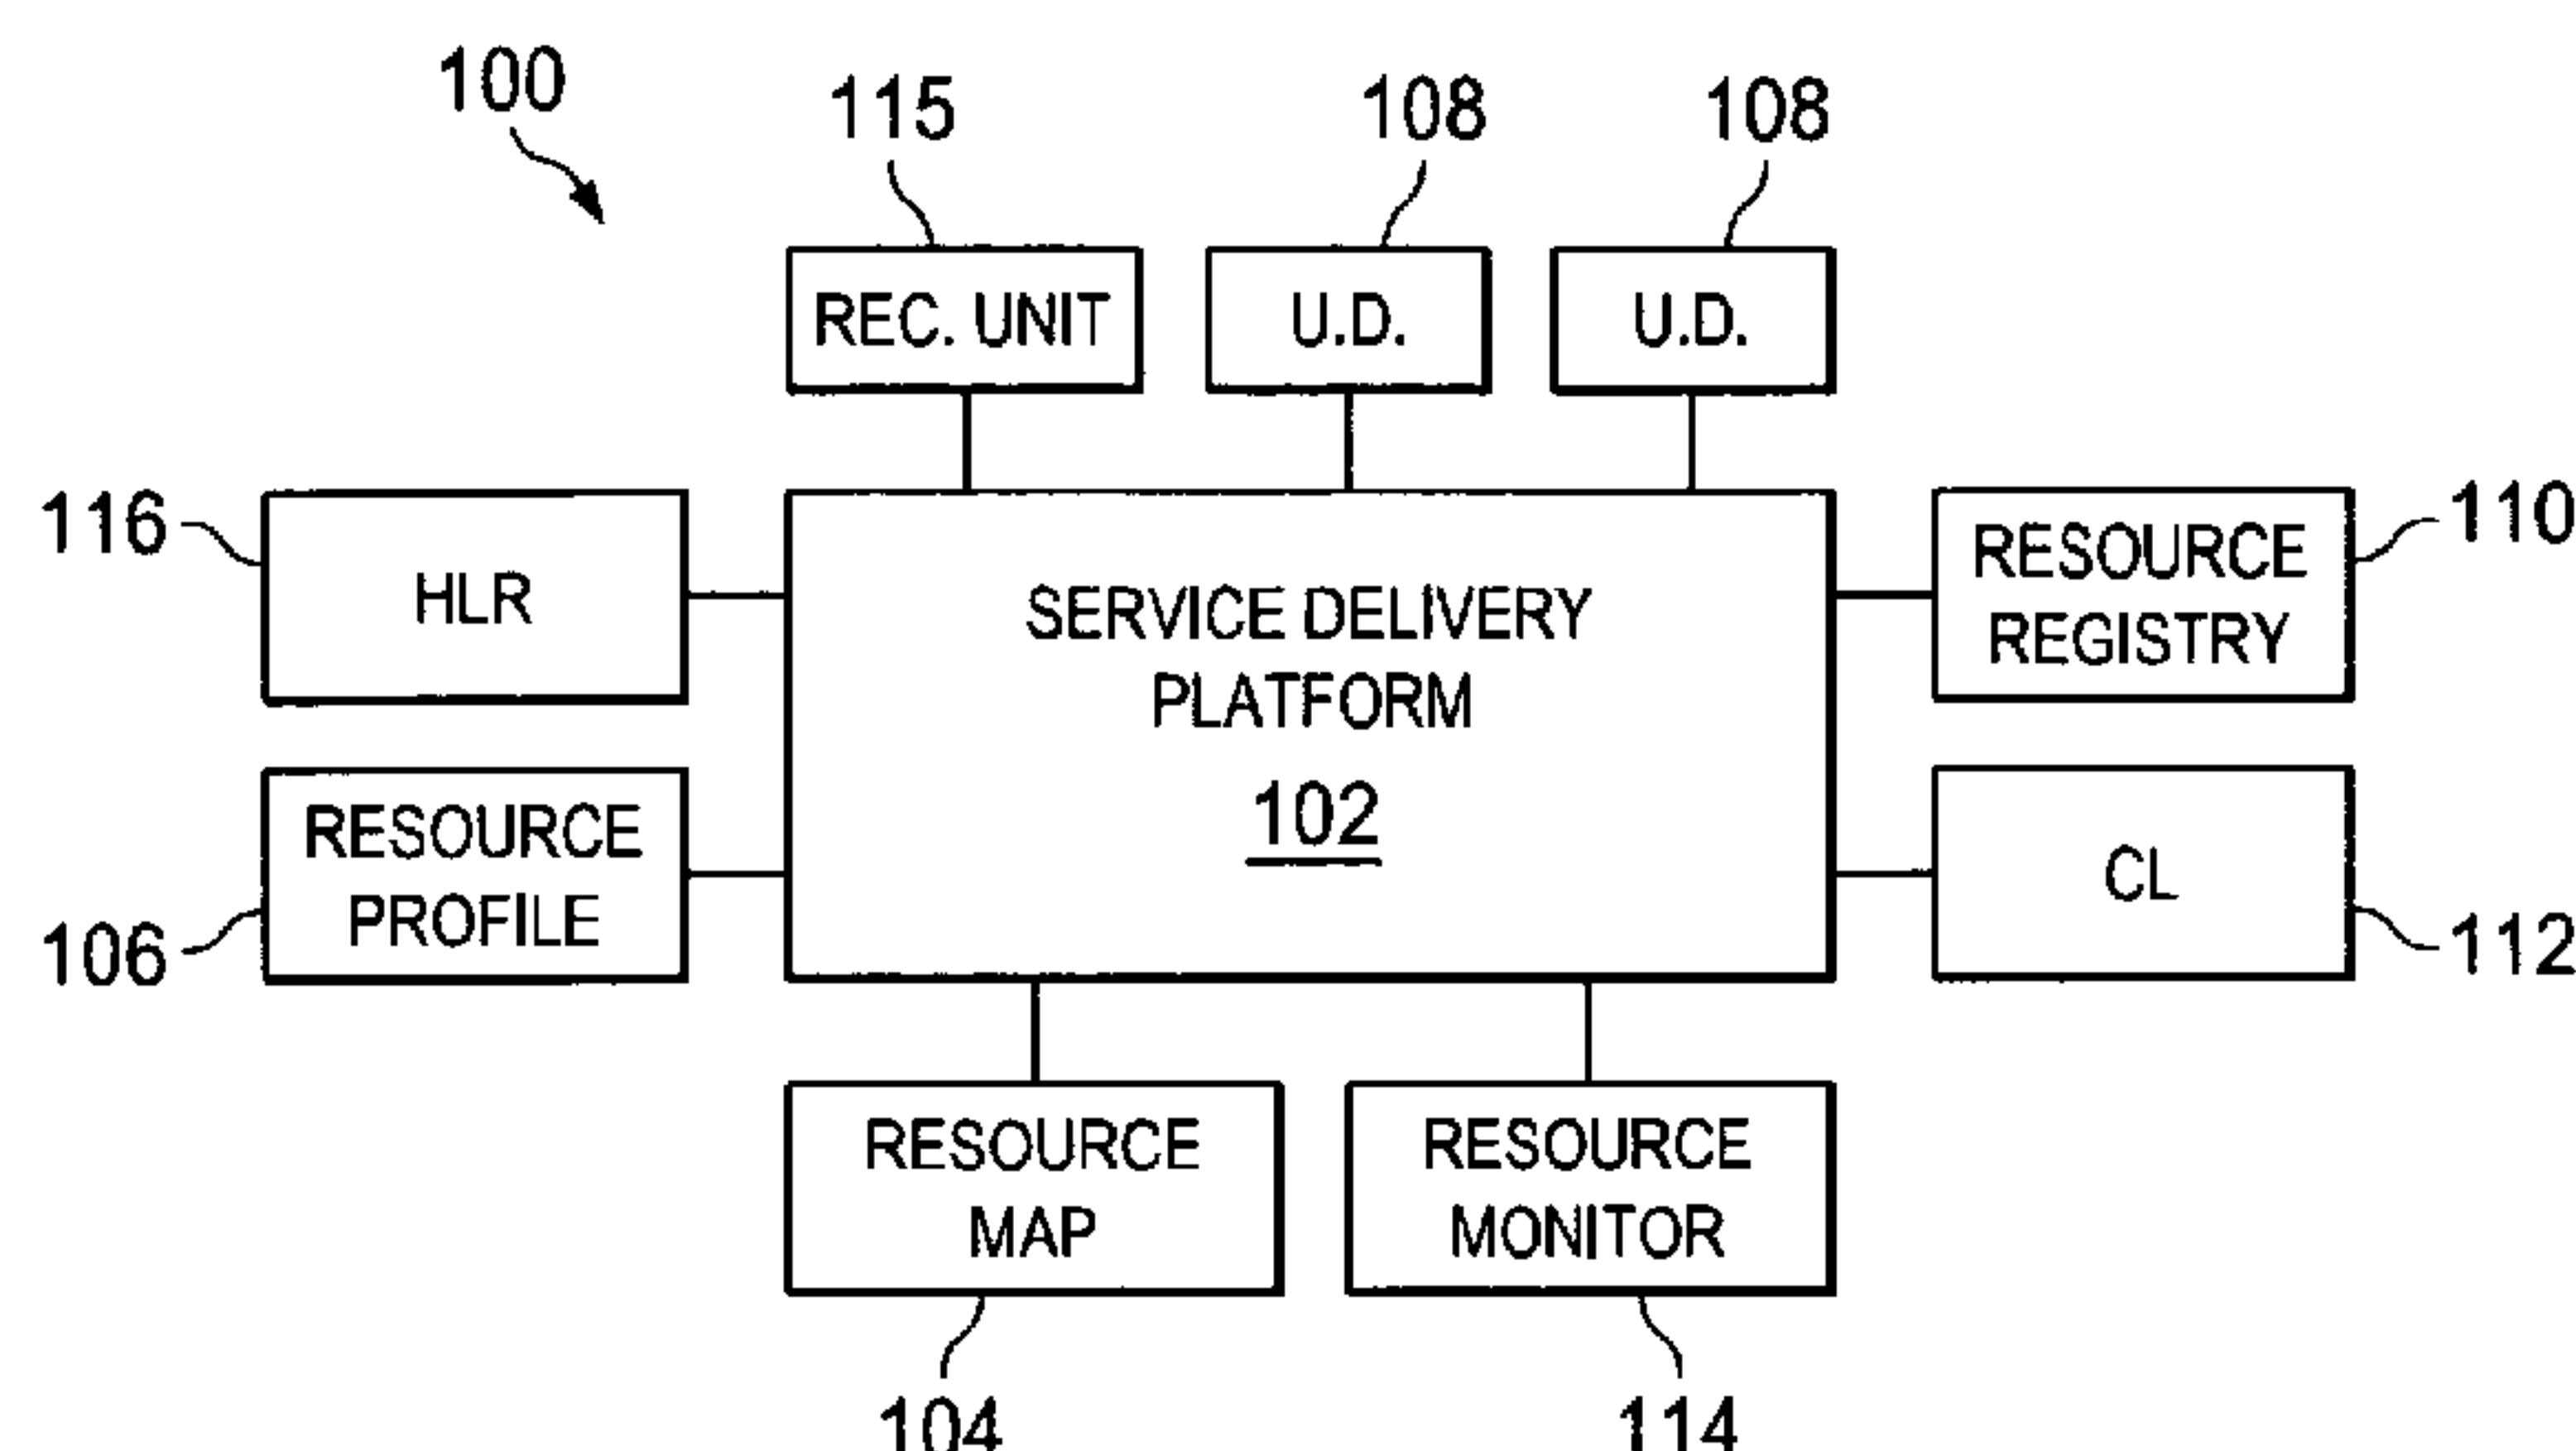 100
115
108
108
REC. UNIT
U.D.
U.D.
116
HLR
SERVICE DELIVERY
PLATFORM
102
RESOURCE
REGISTRY
110
106
RESOURCE
PROFILE
CL
112
RESOURCE
MAP
RESOURCE
MONITOR
104
114